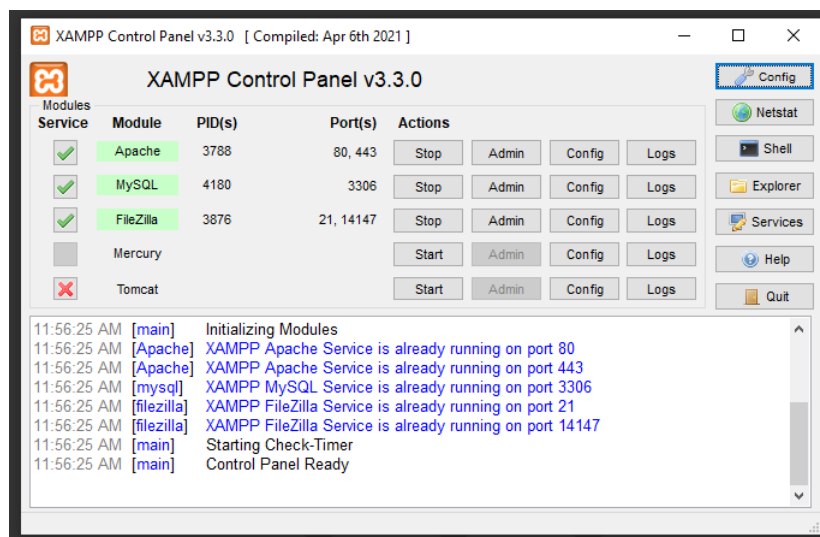 XAMPP Control Panel v3.3.0 [ Compiled: Apr 6th 2021 ]
XAMPP Control Panel v3.3.0
Config
Modules
Service Module PID(s) Port(s) Actions
Netstat
Apache 3788 80, 443 Stop Admin Config Logs
Shell
MySQL 4180 3306 Stop Admin Config Logs
Explorer
FileZilla 3876 21, 14147 Stop Admin Config Logs
Services
Mercury Start Admin Config Logs
Help
Tomcat Start Admin Config Logs
Quit
11:56:25 AM [main] Initializing Modules
11:56:25 AM [Apache] XAMPP Apache Service is already running on port 80
11:56:25 AM [Apache] XAMPP Apache Service is already running on port 443
11:56:25 AM [mysql] XAMPP MySQL Service is already running on port 3306
11:56:25 AM [filezilla] XAMPP FileZilla Service is already running on port 21
11:56:25 AM [filezilla] XAMPP FileZilla Service is already running on port 14147
11:56:25 AM [main] Starting Check-Timer
11:56:25 AM [main] Control Panel Ready